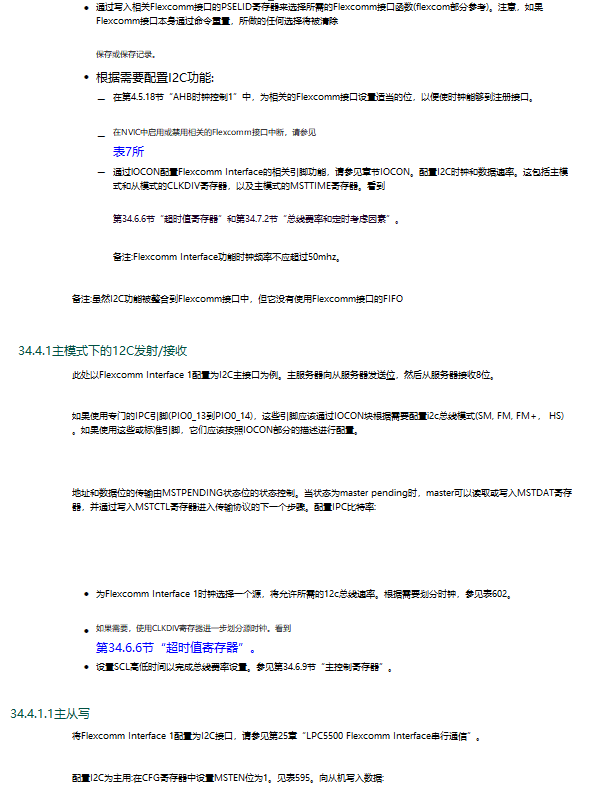 通过写入相关Flexcomm接口的PSELID寄存器来选择所需的Flexcomm接口函数(flexcom部分参考)。注意，如果
Flexcomm接口本身通过命令重置，所做的任何选择将被清除
保存或保存记录。
根据需要配置I2C功能:
在第4.5.18节“AHB时钟控制1”中，为相关的Flexcomm接口设置适当的位，以便使时钟能够到注册接口。
在NVIC中启用或禁用相关的Flexcomm接口中断，请参见
表7所
通过IOCON配置Flexcomm Interface的相关引脚功能，请参见章节IOCON。配置I2C时钟和数据速率。这包括主模
式和从模式的CLKDIV寄存器，以及主模式的MSTTIME寄存器。看到
第34.6.6节“超时值寄存器”和第34.7.2节“总线费率和定时考虑因素”。
备注:Flexcomm Interface功能时钟频率不应超过50mhz。
备注:虽然I2C功能被整合到Flexcomm接口中，但它没有使用Flexcomm接口的FIFO
34.4.1主模式下的12C发射/接收
此处以Flexcomm Interface 1配置为I2C主接口为例。主服务器向从服务器发送位，然后从服务器接收8位。
如果使用专门的IPC引脚(PIO0_13到PIO0_14)，这些引脚应该通过IOCON块根据需要配置i2c总线模式(SM, FM, FM+， HS)
。如果使用这些或标准引脚，它们应该按照IOCON部分的描述进行配置。
地址和数据位的传输由MSTPENDING状态位的状态控制。当状态为master pending时，master可以读取或写入MSTDAT寄存
器，并通过写入MSTCTL寄存器进入传输协议的下一个步骤。配置IPC比特率:
为Flexcomm Interface 1时钟选择一个源，将允许所需的12c总线速率。根据需要划分时钟，参见表602。
如果需要，使用CLKDIV寄存器进一步划分源时钟。看到
第34.6.6节“超时值寄存器”。
设置SCL高低时间以完成总线费率设置。参见第34.6.9节“主控制寄存器”。
34.4.1.1主从写
将Flexcomm Interface 1配置为I2C接口，请参见第25章“LPC5500 Flexcomm Interface串行通信”。
配置I2C为主用:在CFG寄存器中设置MSTEN位为1。见表595。向从机写入数据: